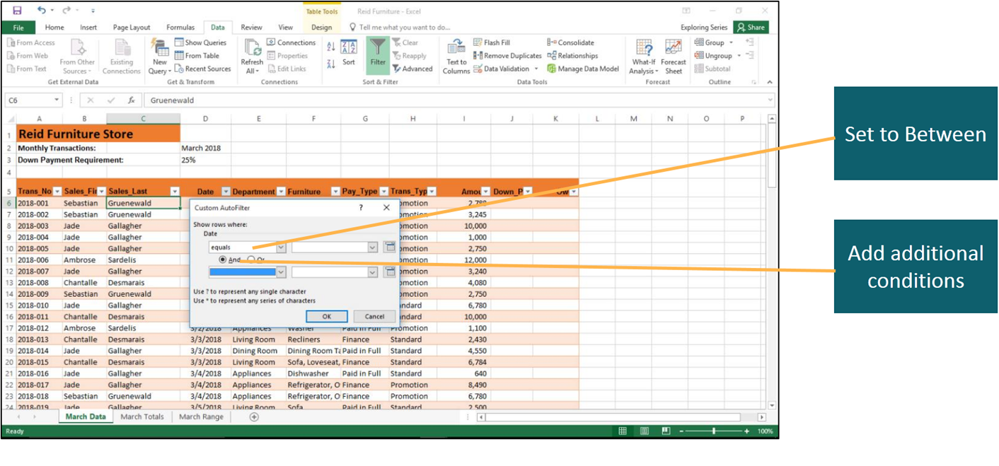 Table Tools
Reid Furniture - Excel
File Home Insert Page Layout Formulas Data Review View Design Tell me what you want to do... Exploring Series Share
From Access
From Web
From Text
From Other Sources
Existing Connections
New Query
Show Queries
From Table
Recent Sources
Refresh All
Connections
Properties
Edit Links
Sort
Filter
Clear
Reapply
Advanced
Text to Columns
Flash Fill
Remove Duplicates
Data Validation
Consolidate
Relationships
Manage Data Model
What-If Analysis
Forecast Sheet
Group
Ungroup
Subtotal
Get External Data Get & Transform Connections Sort & Filter Data Tools Forecast Outline
C6 fx Gruenewald
A B C D E F G H I J K L M N O P
1 Reid Furniture Store
2 Monthly Transactions: March 2018
3 Down Payment Requirement: 25%
4
5 Trans_No Sales_Fir Sales_Last Date Department Furniture Pay_Type Trans_Typ Amou Down_P Ow
6 2018-001 Sebastian Gruenewald omotion 2,788
7 2018-002 Sebastian Gruenewald omotion 3,245
8 2018-003 Jade Gallagher omotion 10,000
9 2018-004 Jade Gallagher omotion 1,000
10 2018-005 Jade Gallagher omotion 2,750
11 2018-006 Ambrose Sardelis omotion 12,000
12 2018-007 Jade Gallagher omotion 3,240
13 2018-008 Chantalle Desmarais omotion 4,080
14 2018-009 Sebastian Gruenewald omotion 2,750
15 2018-010 Jade Gallagher andard 6,780
16 2018-011 Chantalle Desmarais andard 10,000
17 2018-012 Ambrose Sardelis 3/2/2018 Appliances Washer Paid in Full Promotion 1,100
18 2018-013 Chantalle Desmarais 3/3/2018 Living Room Recliners Finance Standard 2,430
19 2018-014 Jade Gallagher 3/3/2018 Dining Room Dining Room Ta Paid in Full Standard 4,550
20 2018-015 Chantalle Desmarais 3/3/2018 Living Room Sofa, Loveseat, Finance Standard 6,784
21 2018-016 Jade Gallagher 3/4/2018 Appliances Dishwasher Paid in Full Standard 640
22 2018-017 Jade Gallagher 3/4/2018 Appliances Refrigerator, O Finance Promotion 8,490
23 2018-018 Sebastian Gruenewald 3/4/2018 Appliances Refrigerator, O Finance Promotion 6,780
24 2018-019 Jade Gallagher 3/5/2018 Living Room Sofa Paid in Full Standard 2,500
Custom AutoFilter ?
Show rows where:
Date
equals
And Or
Use ? to represent any single character
Use * to represent any series of characters
OK Cancel
March Data March Totals March Range
Ready 100%
Set to Between
Add additional
conditions